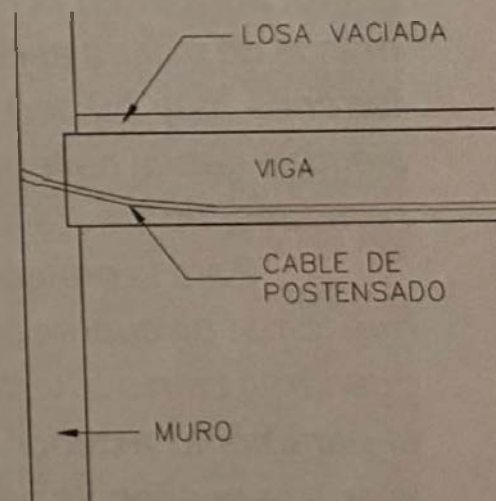 LOSA VACIADA
VIGA
CABLE DE
POSTENSADO
MURO